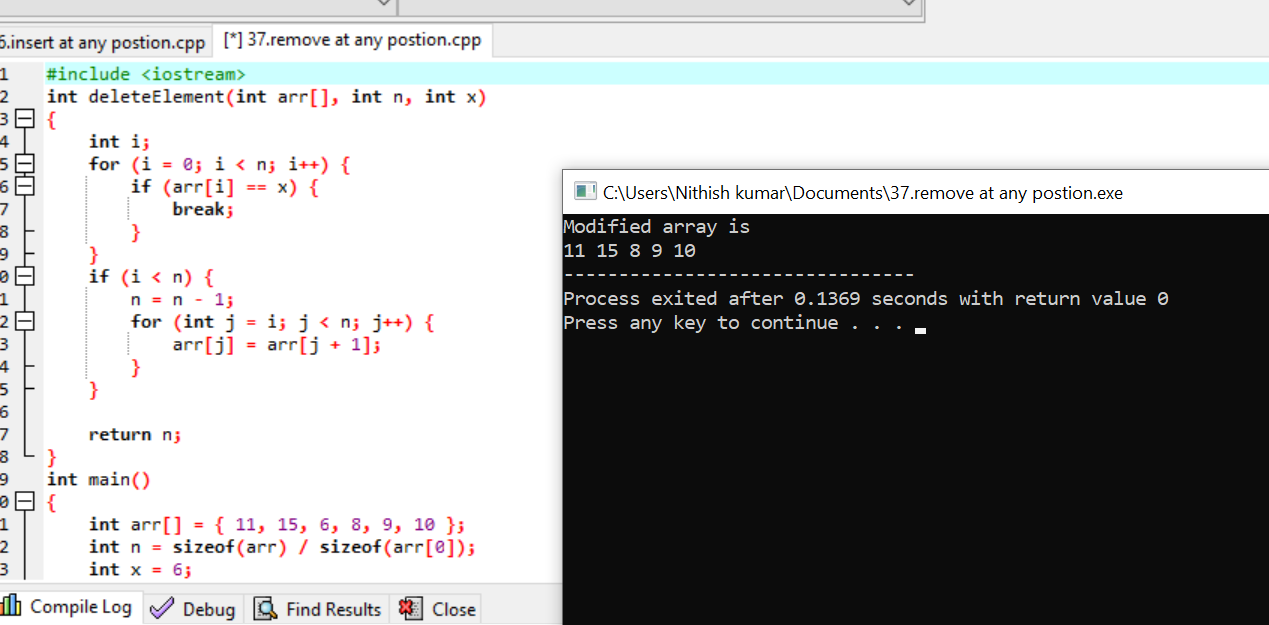 6.insert at any postion.cpp [*] 37.remove at any postion.cpp
1 #include <iostream>
2 int deleteElement(int arr[], int n, int x)
3 {
4 int i;
5 for (i = 0; i < n; i++) {
6 if (arr[i] == x) {
7 break;
8 }
9 }
0 if (i < n) {
1 n = n - 1;
2 for (int j = i; j < n; j++) {
3 arr[j] = arr[j + 1];
4 }
5 }
6
7 return n;
8 }
9 int main()
0 {
1 int arr[] = { 11, 15, 6, 8, 9, 10 };
2 int n = sizeof(arr) / sizeof(arr[0]);
3 int x = 6;
Compile Log Debug Find Results Close
C:\Users\Nithish kumar\Documents\37.remove at any postion.exe
Modified array is
11 15 8 9 10
--------------------------------
Process exited after 0.1369 seconds with return value 0
Press any key to continue . . .